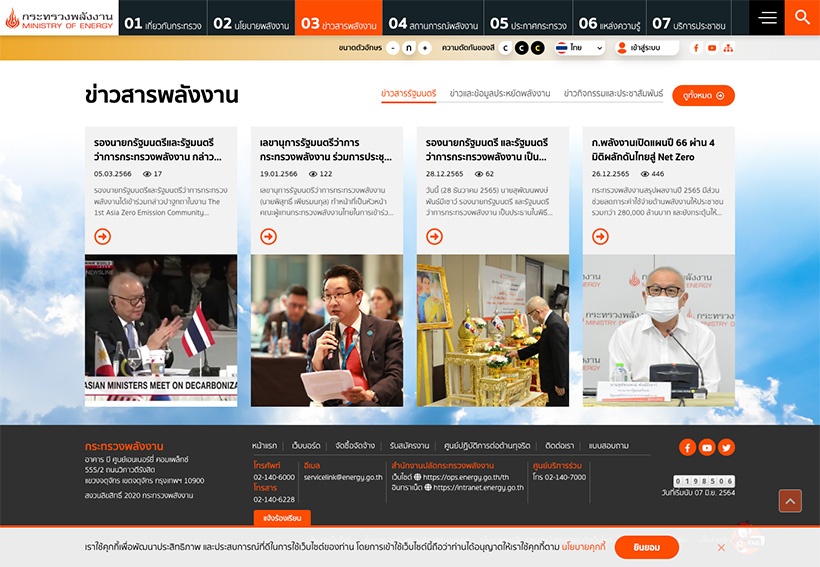 กระทรวงพลังงาน
MINISTRY OF ENERGY
01 เกี่ยวกับกระทรวง
02 นโยบายพลังงาน
03 ข่าวสารพลังงาน
04 สถานการณ์พลังงาน
05 ประกาศกระทรวง
06 แหล่งความรู้
07 บริการประชาชน
ขนาดตัวอักษร - ก + ความตัดกันของสี C C C ไทย เข้าสู่ระบบ
ข่าวสารพลังงาน
ข่าวสารรัฐมนตรี ข่าวและข้อมูลประหยัดพลังงาน ข่าวกิจกรรมและประชาสัมพันธ์ ดูทั้งหมด
รองนายกรัฐมนตรีและรัฐมนตรี
ว่าการกระทรวงพลังงาน กล่าว...
05.03.2566 17
รองนายกรัฐมนตรีและรัฐมนตรีว่าการกระทรวง
พลังงานได้เข้าร่วมกล่าวปาฐกถาในงาน The
1st Asia Zero Emission Community...
เลขานุการรัฐมนตรีว่าการ
กระทรวงพลังงาน ร่วมการประชุ...
19.01.2566 122
เลขานุการรัฐมนตรีว่าการกระทรวงพลังงาน
(นายพิสุทธิ์ เพียรมนกุล) ทำหน้าที่เป็นหัวหน้า
คณะผู้แทนกระทรวงพลังงานไทยในการเข้าร่ว...
รองนายกรัฐมนตรี และรัฐมนตรี
ว่าการกระทรวงพลังงาน เป็น...
28.12.2565 62
วันนี้ (28 ธันวาคม 2565) นายสุพัฒนพงษ์
พันธ์มีเชาว์ รองนายกรัฐมนตรี และรัฐมนตรี
ว่าการกระทรวงพลังงาน เป็นประธานในพิธี...
ก.พลังงานเปิดแผนปี 66 ผ่าน 4
มิติผลักดันไทยสู่ Net Zero
26.12.2565 446
กระทรวงพลังงานสรุปผลงานปี 2565 มีส่วน
ช่วยลดภาระค่าใช้จ่ายด้านพลังงานให้ประชาชน
รวมกว่า 280,000 ล้านบาท และยังกระตุ้นให้...
NEWSLINE
ASIAN MINISTERS MEET ON DECARBONIZA
กระทรวงพลังงาน
MINISTRY OF ENERGY
กระทรวงพลังงาน
อาคาร บี ศูนย์เอนเนอร์ยี่ คอมเพล็กซ์
555/2 ถนนวิภาวดีรังสิต
แขวงจตุจักร เขตจตุจักร กรุงเทพฯ 10900
สงวนลิขสิทธิ์ 2020 กระทรวงพลังงาน
หน้าแรก เว็บบอร์ด จัดซื้อจัดจ้าง รับสมัครงาน ศูนย์ปฏิบัติการต่อต้านทุจริต ติดต่อเรา แบบสอบถาม
โทรศัพท์
02-140-6000
โทรสาร
02-140-6228
อีเมล
servicelink@energy.go.th
สำนักงานปลัดกระทรวงพลังงาน
เว็บไซต์ https://ops.energy.go.th/th
อินทราเน็ต https://intranet.energy.go.th
ศูนย์บริการร่วม
โทร 02-140-7000
แจ้งร้องเรียน
0198506
วันที่เริ่มนับ 07 มิ.ย. 2564
เราใช้คุกกี้เพื่อพัฒนาประสิทธิภาพ และประสบการณ์ที่ดีในการใช้เว็บไซต์ของท่าน โดยการเข้าใช้เว็บไซต์นี้ถือว่าท่านได้อนุญาตให้เราใช้คุกกี้ตาม นโยบายคุกกี้ ยินยอม